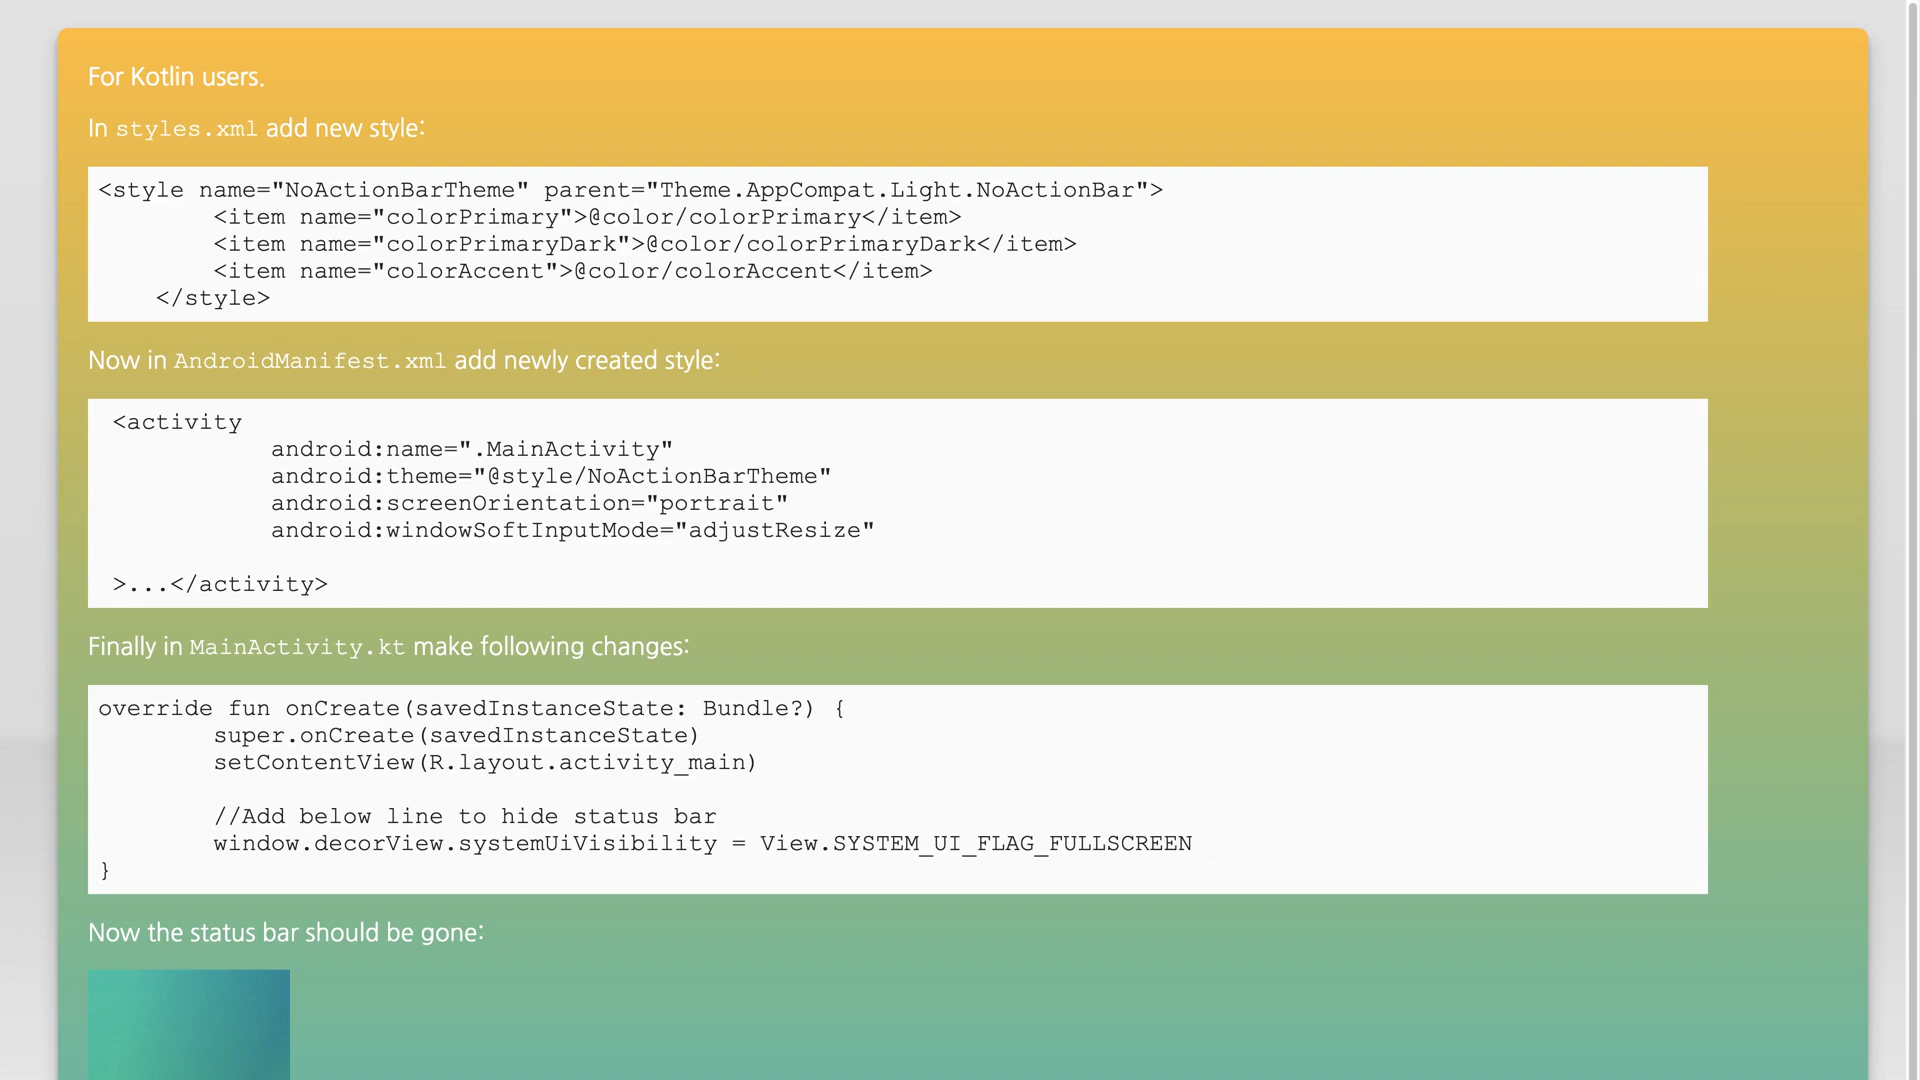 For Kotlin users.
In styles.xml add new style:
<style name="NoActionBarTheme" parent="Theme.AppCompat.Light.NoActionBar">
        <item name="colorPrimary">@color/colorPrimary</item>
        <item name="colorPrimaryDark">@color/colorPrimaryDark</item>
        <item name="colorAccent">@color/colorAccent</item>
    </style>
Now in AndroidManifest.xml add newly created style:
 <activity
            android:name=".MainActivity"
            android:theme="@style/NoActionBarTheme"
            android:screenOrientation="portrait"
            android:windowSoftInputMode="adjustResize"
 >...</activity>
Finally in MainActivity.kt make following changes:
override fun onCreate(savedInstanceState: Bundle?) {
        super.onCreate(savedInstanceState)
        setContentView(R.layout.activity_main)
        //Add below line to hide status bar
        window.decorView.systemUiVisibility = View.SYSTEM_UI_FLAG_FULLSCREEN
}
Now the status bar should be gone: